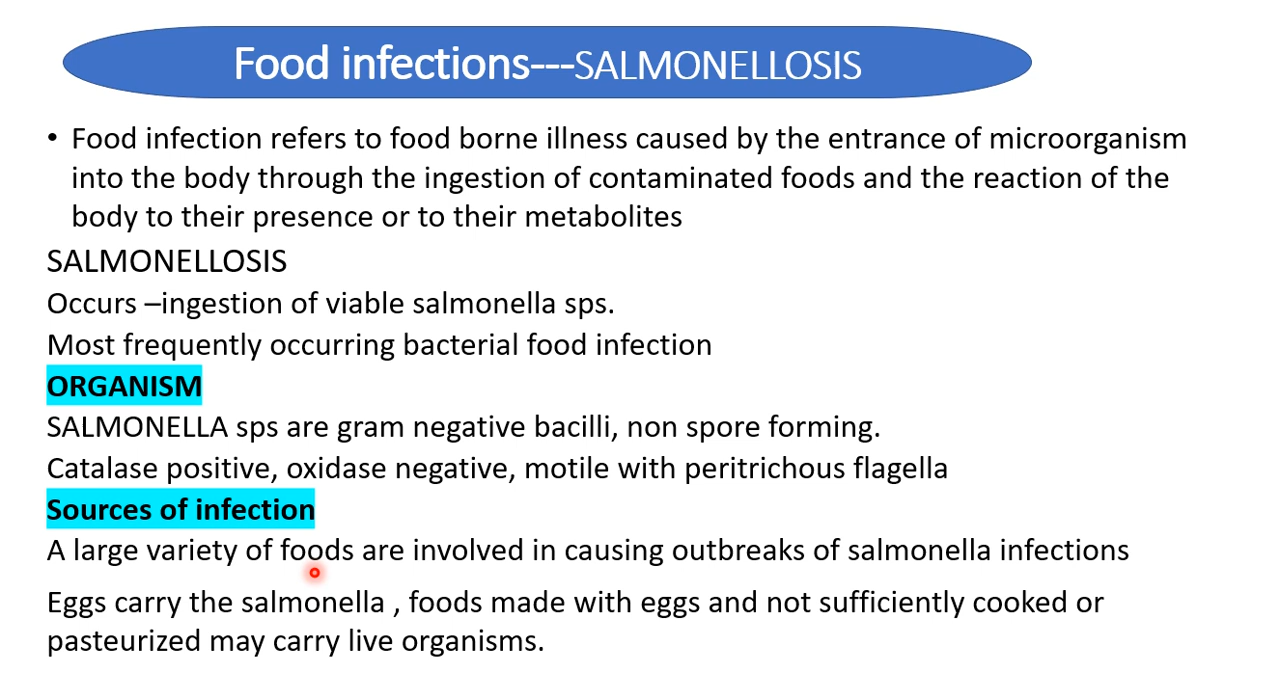 Food infections---SALMONELLOSIS
• Food infection refers to food borne illness caused by the entrance of microorganism
into the body through the ingestion of contaminated foods and the reaction of the
body to their presence or to their metabolites
SALMONELLOSIS
Occurs –ingestion of viable salmonella sps.
Most frequently occurring bacterial food infection
ORGANISM
SALMONELLA sps are gram negative bacilli, non spore forming.
Catalase positive, oxidase negative, motile with peritrichous flagella
Sources of infection
A large variety of foods are involved in causing outbreaks of salmonella infections
Eggs carry the salmonella , foods made with eggs and not sufficiently cooked or
pasteurized may carry live organisms.